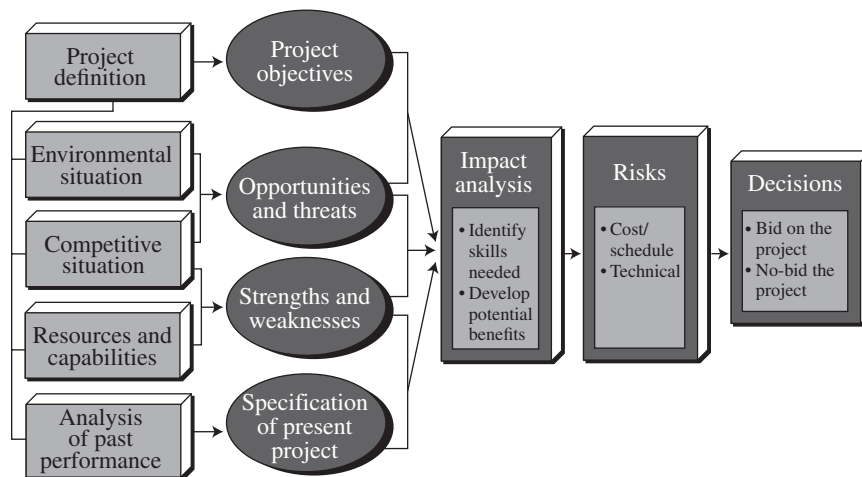 Project
definition
Project
objectives
Environmental
situation
Opportunities
and threats
Competitive
situation
Strengths and
weaknesses
Resources and
capabilities
Analysis
of past
performance
Specification
of present
project
Impact
analysis
• Identify
skills
needed
• Develop
potential
benefits
Risks
• Cost/
schedule
• Technical
Decisions
• Bid on the
project
• No-bid the
project